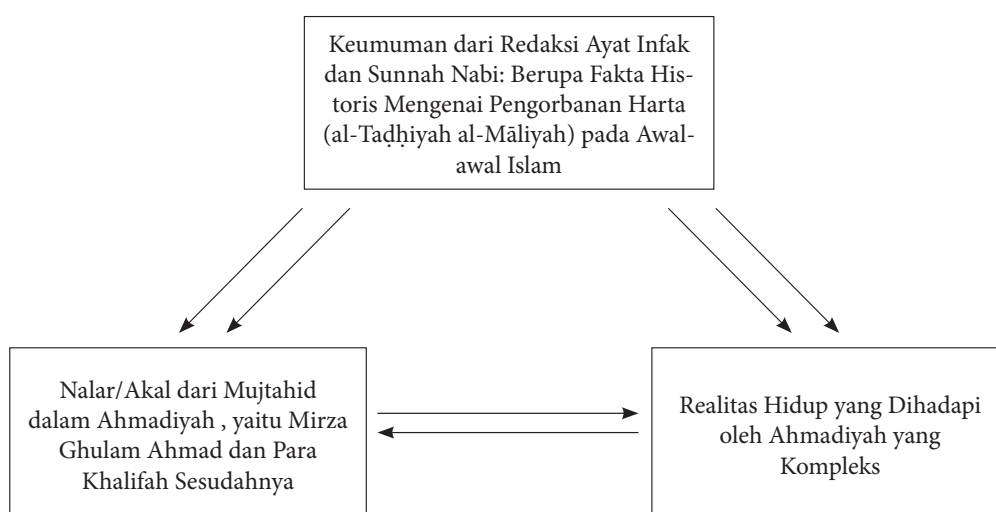 Keumuman dari Redaksi Ayat Infak
dan Sunnah Nabi: Berupa Fakta His-
toris Mengenai Pengorbanan Harta
(al-Taḍḥiyah al-Māliyah) pada Awal-
awal Islam
Nalar/Akal dari Mujtahid
dalam Ahmadiyah , yaitu Mirza
Ghulam Ahmad dan Para
Khalifah Sesudahnya
Realitas Hidup yang Dihadapi
oleh Ahmadiyah yang
Kompleks